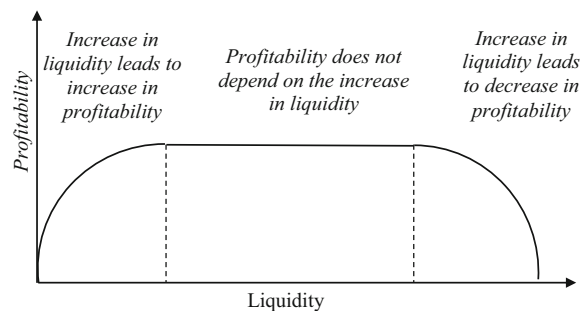 Increase in
liquidity leads to
increase in
profitability
Profitability does not
depend on the increase
in liquidity
Increase in
liquidity leads
to decrease in
profitability
Profitability
Liquidity